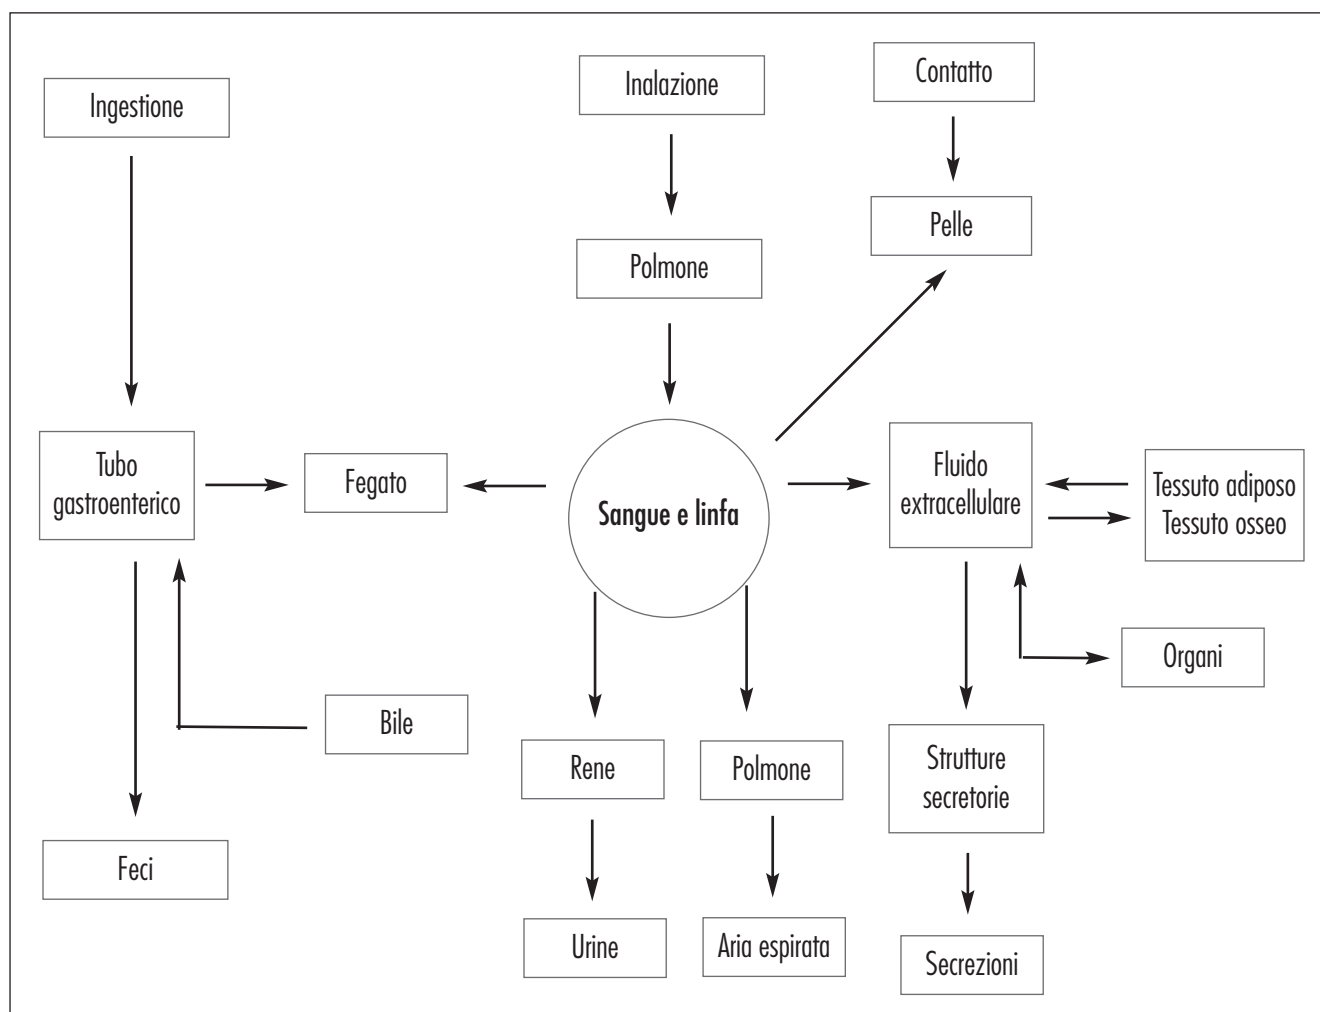 Ingestione
Inalazione
Contatto
Polmone
Pelle
Tubo
gastroenterico
Fegato
Sangue e linfa
Fluido
extracellulare
Tessuto adiposo
Tessuto osseo
Organi
Bile
Rene
Polmone
Strutture
secretorie
Feci
Urine
Aria espirata
Secrezioni